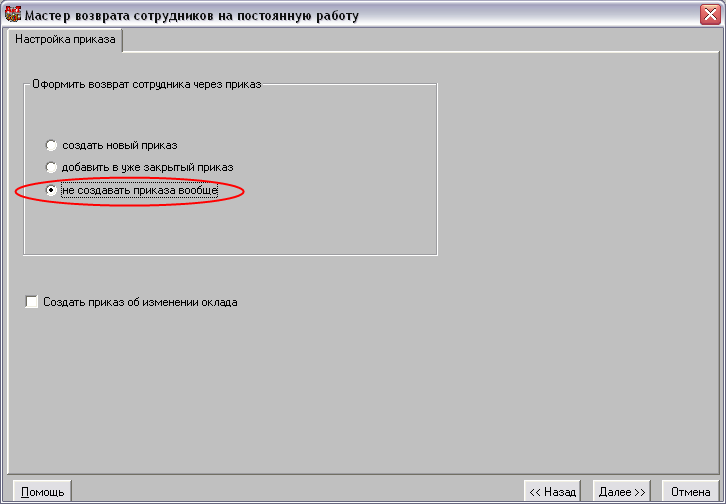 Мастер возврата сотрудников на постоянную работу
Настройка приказа
Оформить возврат сотрудника через приказ
создать новый приказ
добавить в уже закрытый приказ
не создавать приказа вообще
Создать приказ об изменении оклада
Помощь
<< Назад
Далее >>
Отмена